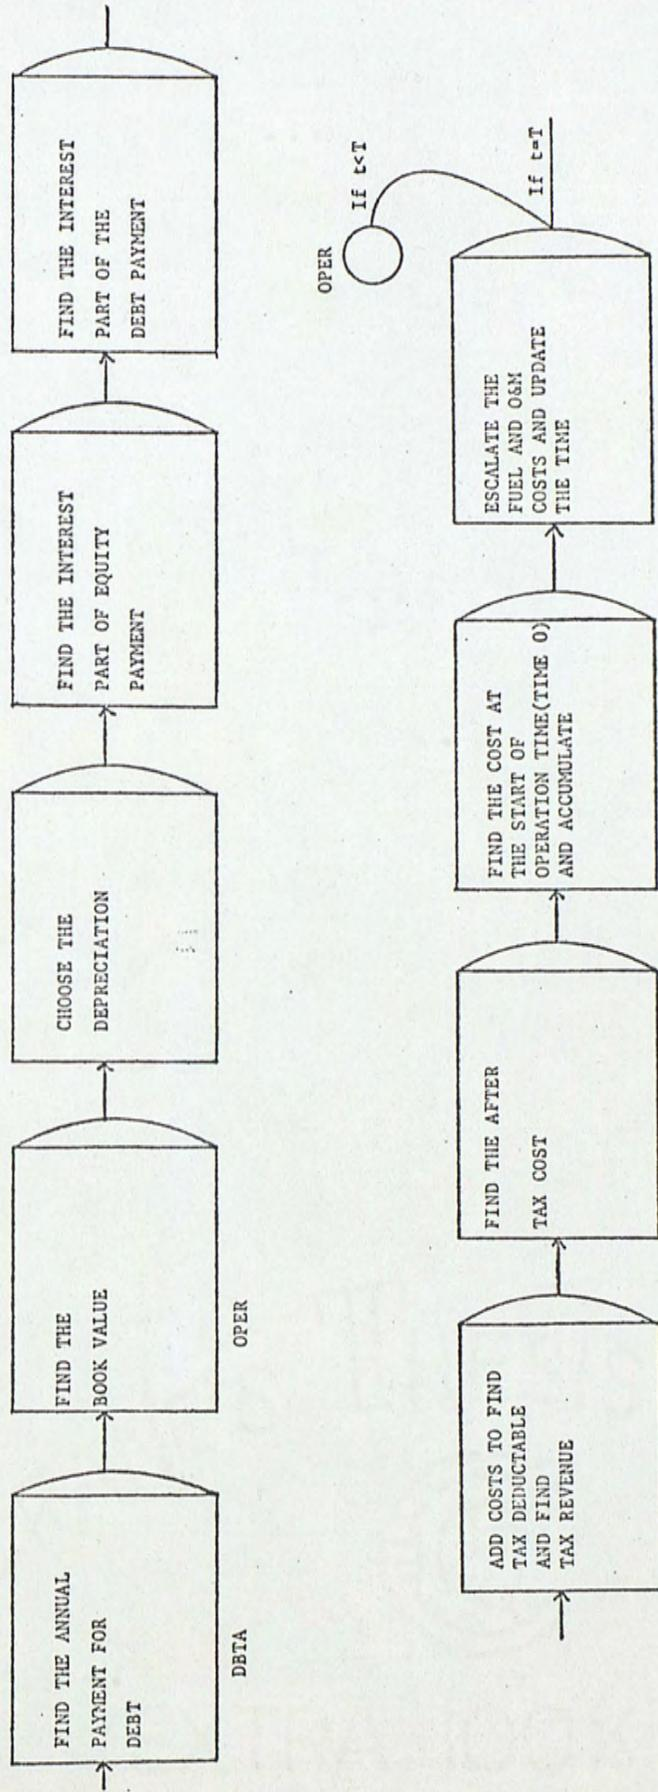 FIND THE ANNUAL
PAYMENT FOR
DEBT
DBTA
FIND THE
BOOK VALUE
OPER
CHOOSE THE
DEPRECIATION
FIND THE INTEREST
PART OF EQUITY
PAYMENT
FIND THE INTEREST
PART OF THE
DEBT PAYMENT
ADD COSTS TO FIND
TAX DEDUCTABLE
AND FIND
TAX REVENUE
FIND THE AFTER
TAX COST
FIND THE COST AT
THE START OF
OPERATION TIME(TIME 0)
AND ACCUMULATE
ESCALATE THE
FUEL AND O&M
COSTS AND UPDATE
THE TIME
OPER
If t<T
If t=T